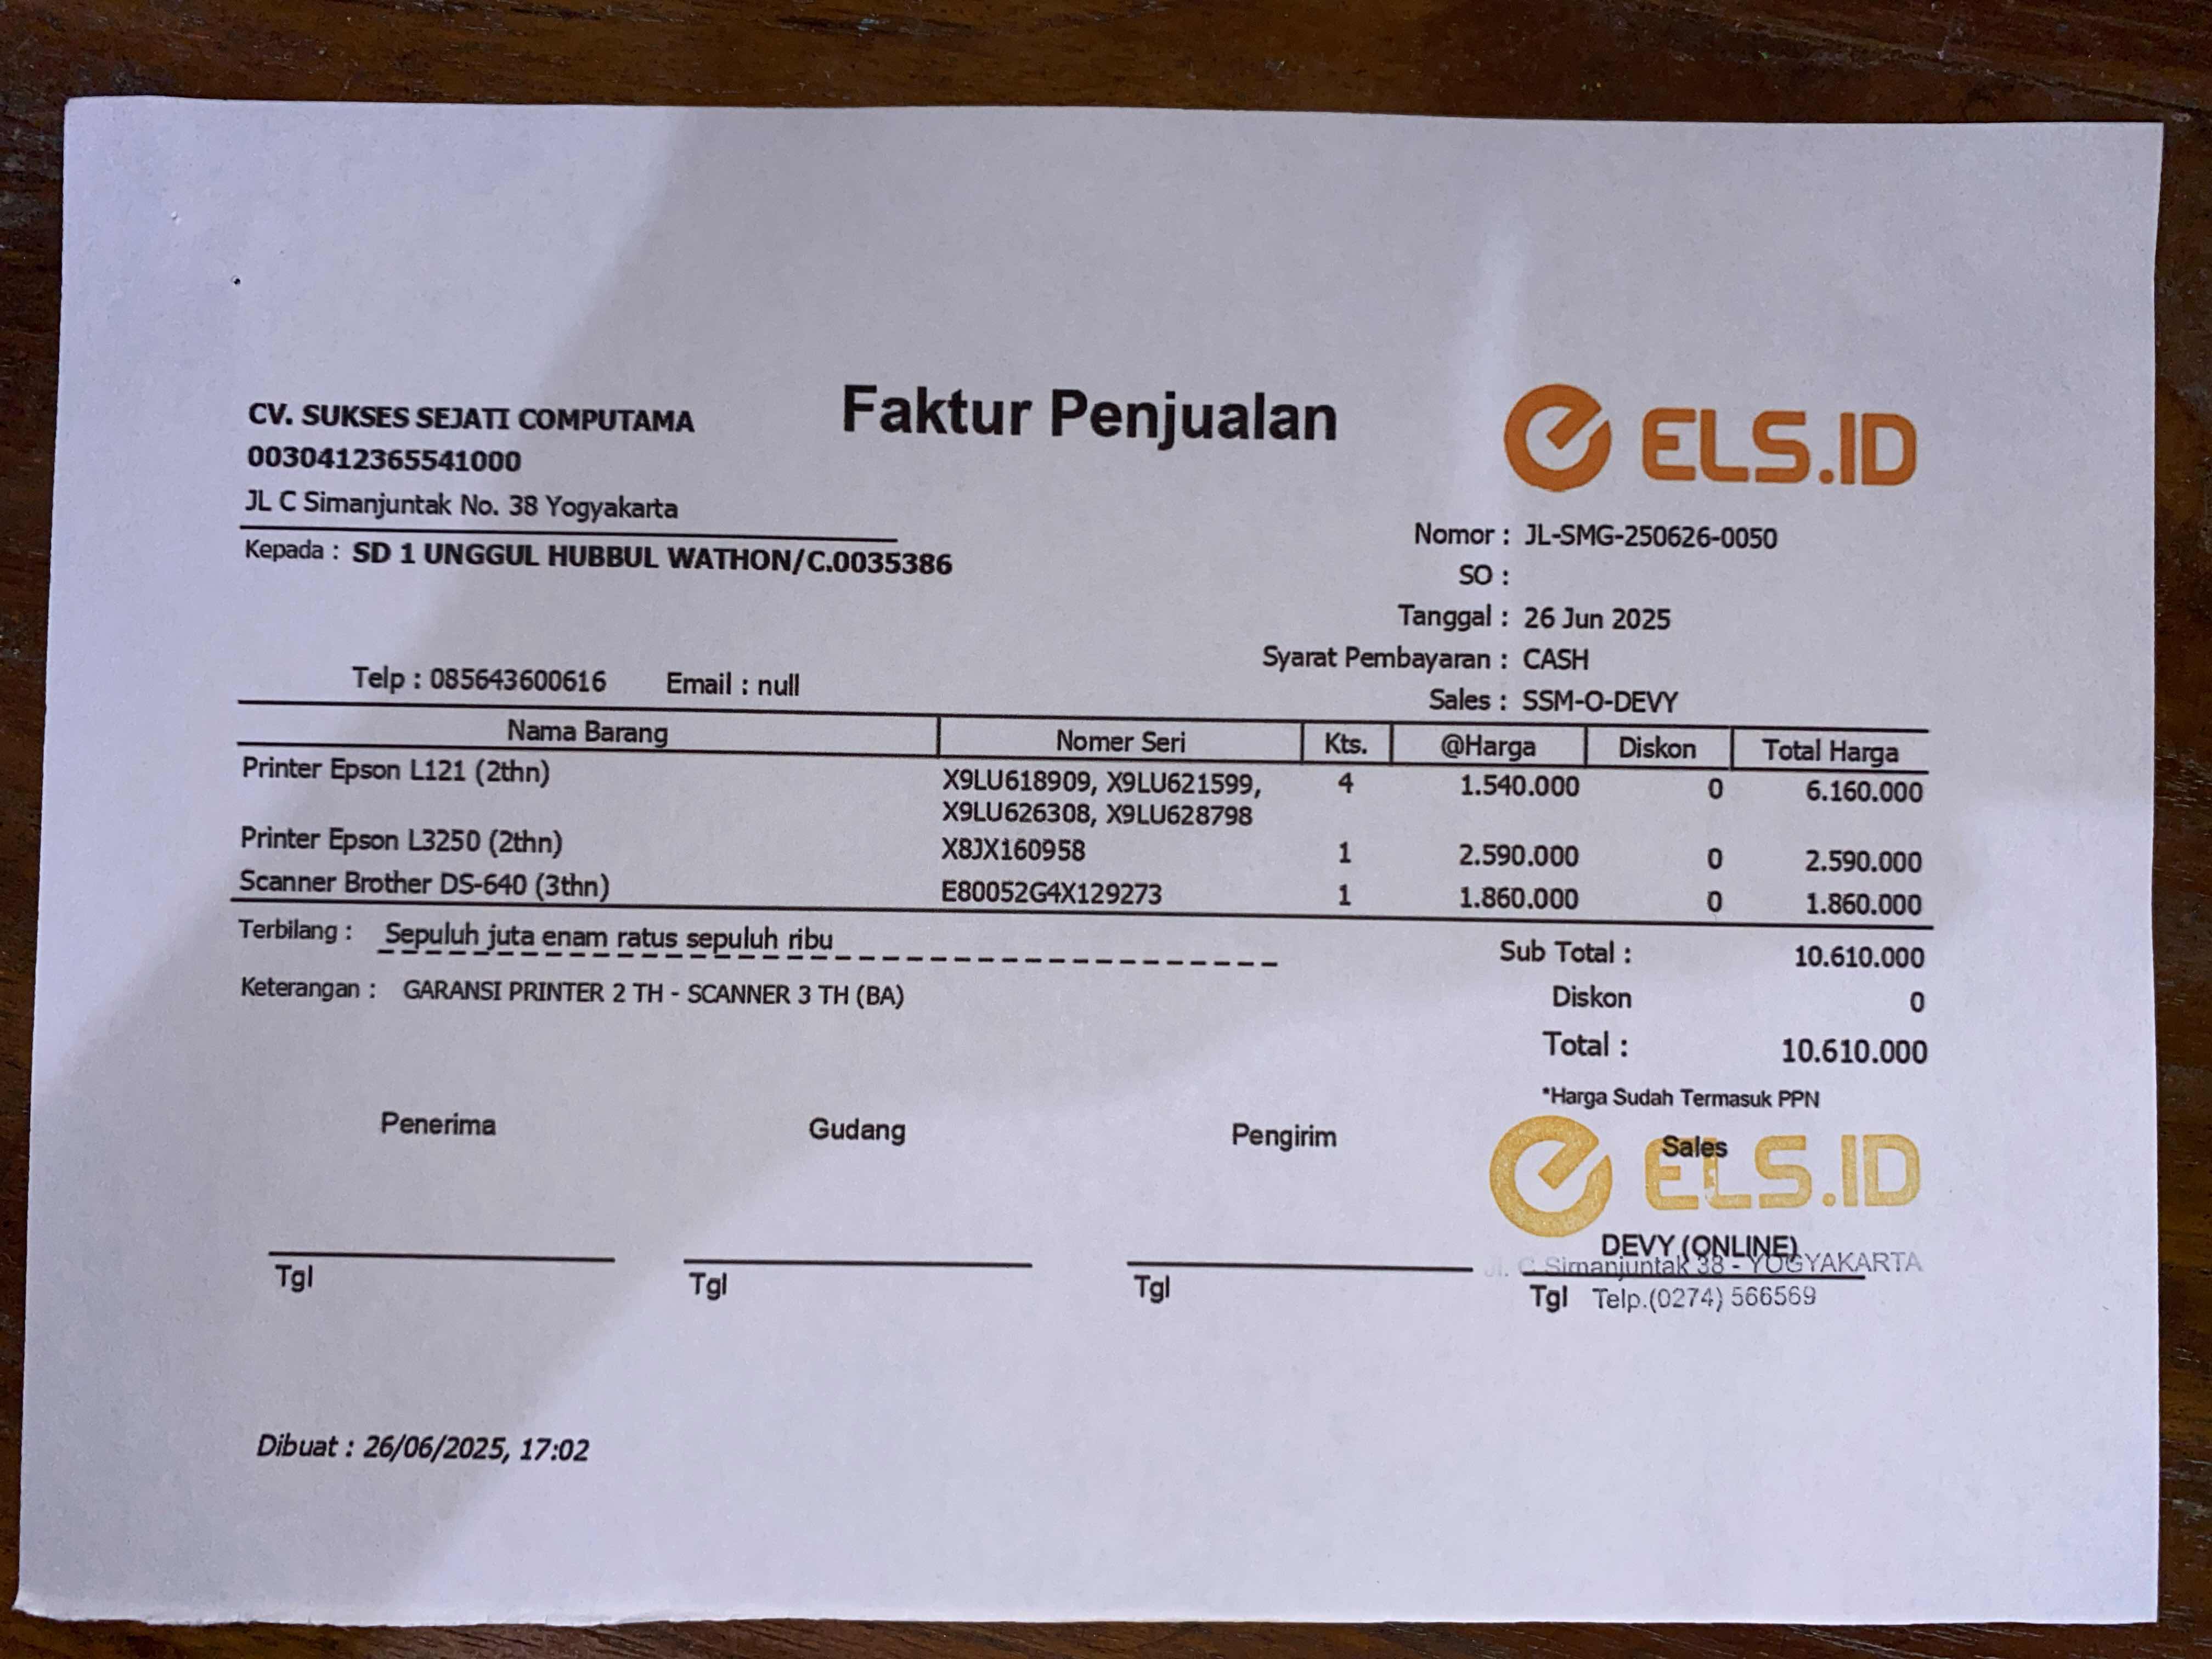 CV. SUKSES SEJATI COMPUTAMA
0030412365541000
JL C Simanjuntak No. 38 Yogyakarta
Faktur Penjualan
ELS.ID
Kepada : SD 1 UNGGUL HUBBUL WATHON/C.0035386
Telp : 085643600616 Email : null
Nomor : JL-SMG-250626-0050
SO :
Tanggal : 26 Jun 2025
Syarat Pembayaran : CASH
Sales : SSM-O-DEVY
Nama Barang Nomer Seri Kts. @Harga Diskon Total Harga
Printer Epson L121 (2thn) X9LU618909, X9LU621599, 4 1.540.000 0 6.160.000
X9LU626308, X9LU628798
Printer Epson L3250 (2thn) X8JX160958 1 2.590.000 0 2.590.000
Scanner Brother DS-640 (3thn) E80052G4X129273 1 1.860.000 0 1.860.000
Terbilang : Sepuluh juta enam ratus sepuluh ribu
Keterangan : GARANSI PRINTER 2 TH - SCANNER 3 TH (BA)
Sub Total : 10.610.000
Diskon 0
Total : 10.610.000
*Harga Sudah Termasuk PPN
Penerima Gudang Pengirim Sales
ELS.ID
DEVY (ONLINE)
Jl. C Simanjuntak 38 - YOGYAKARTA
Tgl Tgl Tgl Tgl
Telp.(0274) 566569
Dibuat : 26/06/2025, 17:02